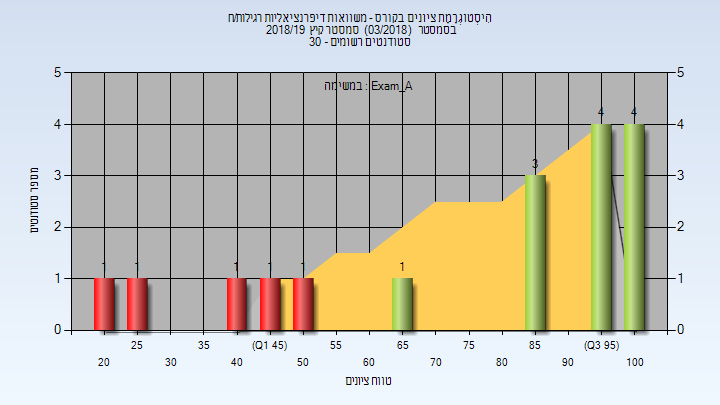 הִיסְטוֹגְרָמַת ציונים בקורס - משוואות דיפרנציאליות רגילות/ח
בסמסטר (03/2018) סמסטר קיץ 2018/19
סטודנטים רשומים - 30
במשימה : Exam_A
5 5
4 4 4 4
3 3 3
מספר סטודנטים
2 2
1 1 1 1 1 1 1 1
0 0
25 35 (Q1 45) 55 65 75 85 (Q3 95)
20 30 40 50 60 70 80 90 100
טווח ציונים